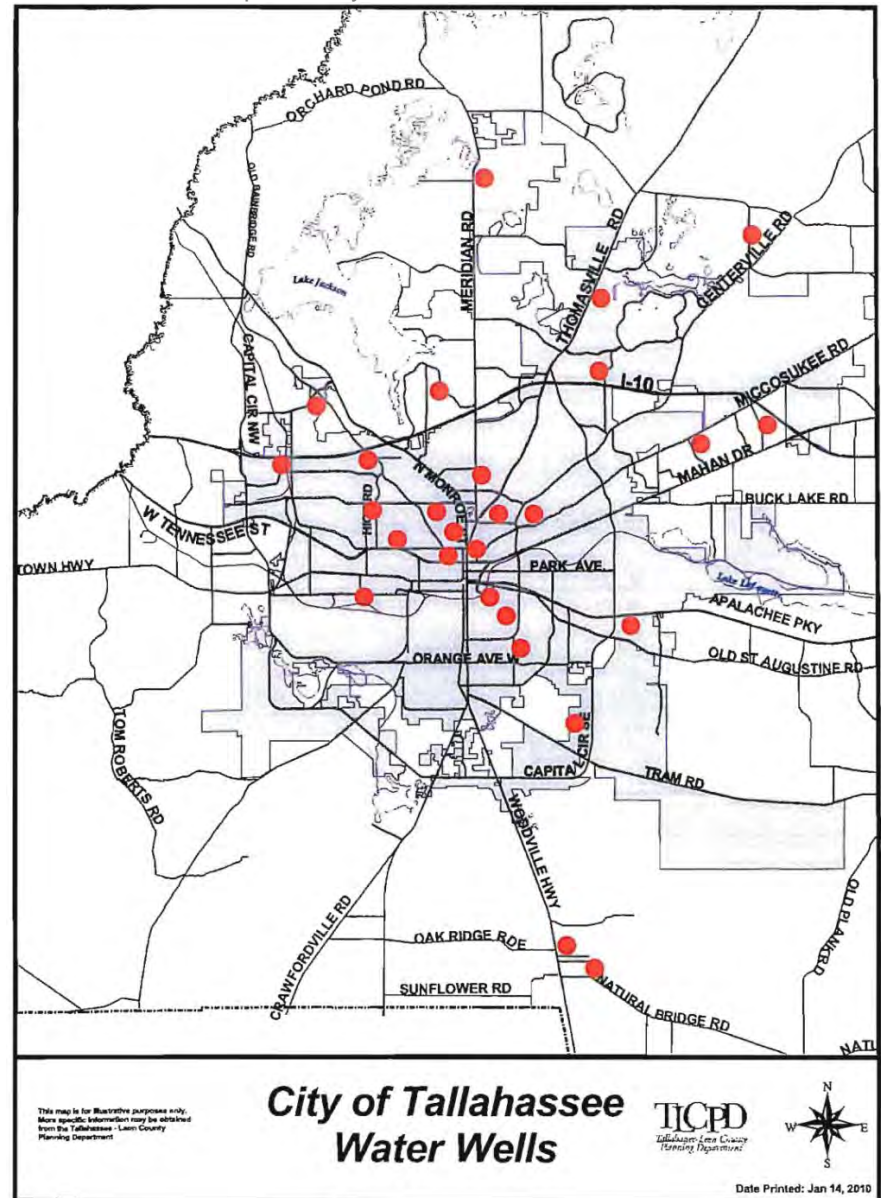 ORCHARD POND RD
OLD BAINBRIDGE RD
MERIDIAN RD
THOMASVILLE RD
CENTERVILLE RD
Lake Jackson
CAPITAL CIR NW
I-10
MICCOSUKEE RD
MAHAN DR
N MONROE
BUCK LAKE RD
W TENNESSEE ST
TOWN HWY
PARK AVE
APALACHEE PKY
ORANGE AVE W
OLD ST AUGUSTINE RD
TOM ROBERTS RD
CAPITAL CIR SE
TRAM RD
WOODVILLE HWY
CRAWFORDVILLE RD
OAK RIDGE RD E
OLD PLANK RD
SUNFLOWER RD
NATURAL BRIDGE RD
NATU
This map is for illustrative purposes only.
More specific information may be obtained
from the Tallahassee - Leon County
Planning Department
City of Tallahassee
Water Wells
TLCPD
Tallahassee-Leon County
Planning Department
N
W
E
S
Date Printed: Jan 14, 2010